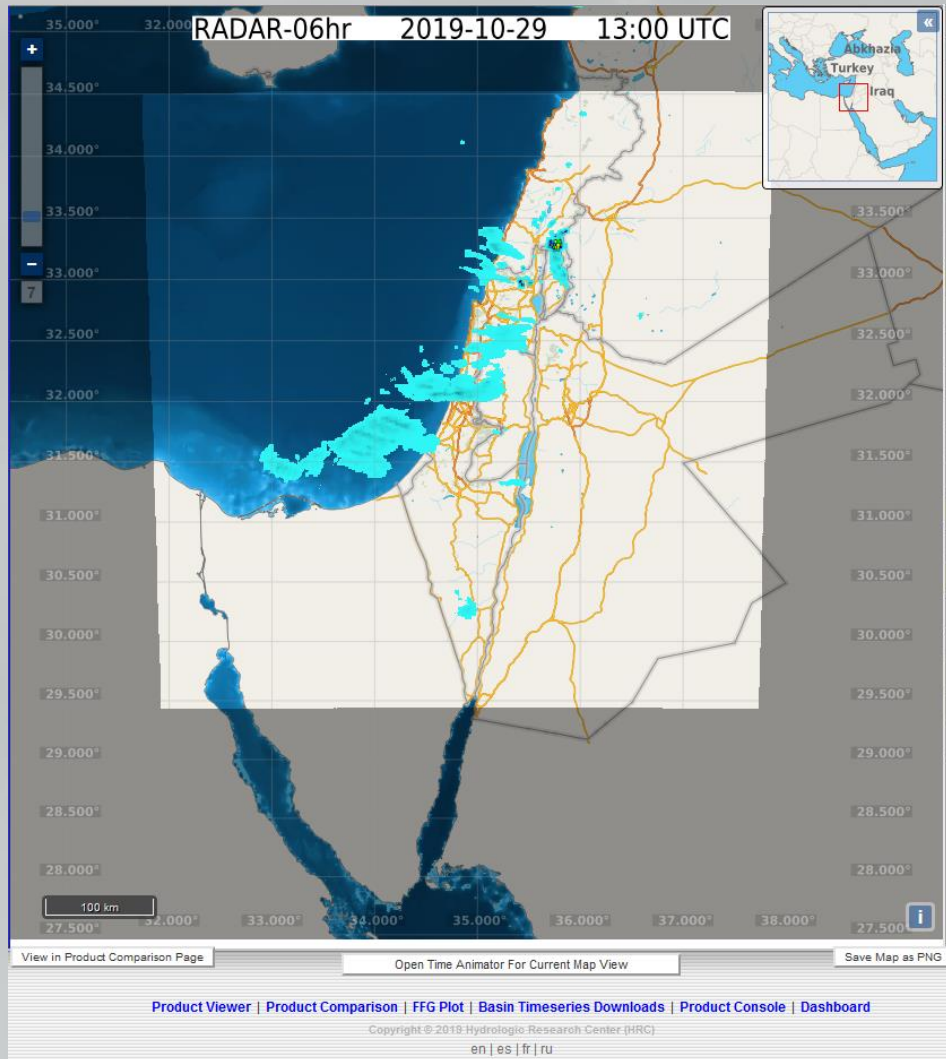 RADAR-06hr 2019-10-29 13:00 UTC
«
35.000° 32.000
+
Abkhazia
Turkey
Iraq
34.500°
34.000°
33.500° 33.500°
−
7
33.000° 33.000°
32.500° 32.500°
32.000° 32.000°
31.500° 31.500°
31.000° 31.000°
30.500° 30.500°
30.000° 30.000°
29.500° 29.500°
29.000° 29.000°
28.500° 28.500°
28.000° 28.000°
100 km
i
32.000° 33.000° 34.000° 35.000° 36.000° 37.000° 38.000°
27.500° 27.500°
View in Product Comparison Page Open Time Animator For Current Map View Save Map as PNG
Product Viewer | Product Comparison | FFG Plot | Basin Timeseries Downloads | Product Console | Dashboard
Copyright © 2019 Hydrologic Research Center (HRC)
en | es | fr | ru